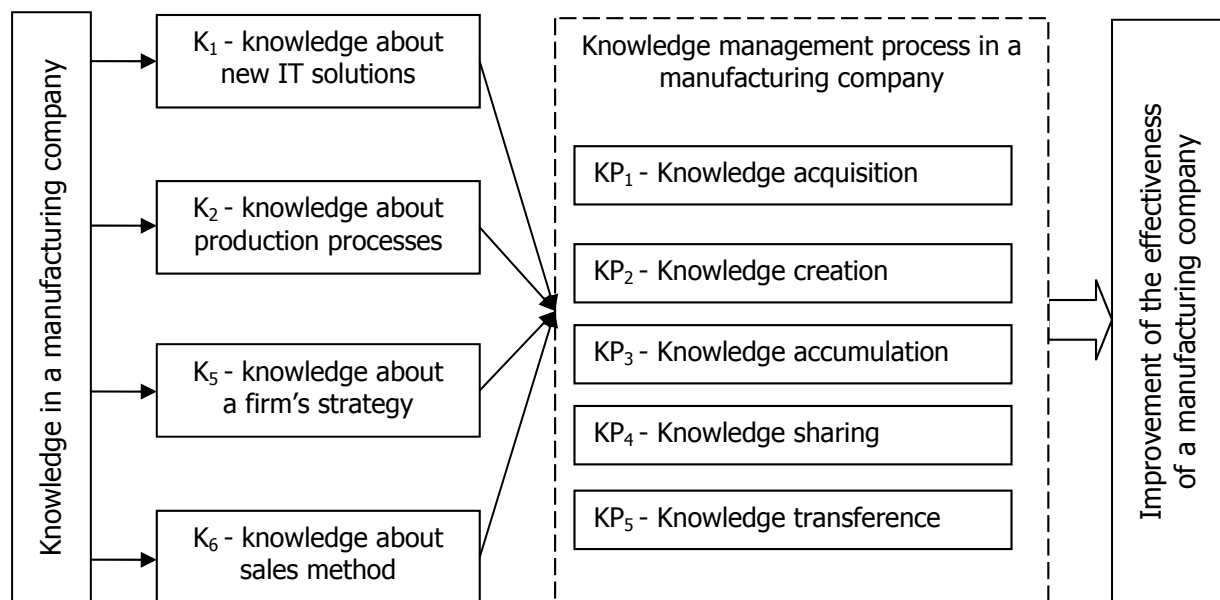 Knowledge in a manufacturing company
K₁ - knowledge about
new IT solutions
K₂ - knowledge about
production processes
K₅ - knowledge about
a firm's strategy
K₆ - knowledge about
sales method
Knowledge management process in a
manufacturing company
KP₁ - Knowledge acquisition
KP₂ - Knowledge creation
KP₃ - Knowledge accumulation
KP₄ - Knowledge sharing
KP₅ - Knowledge transference
Improvement of the effectiveness
of a manufacturing company